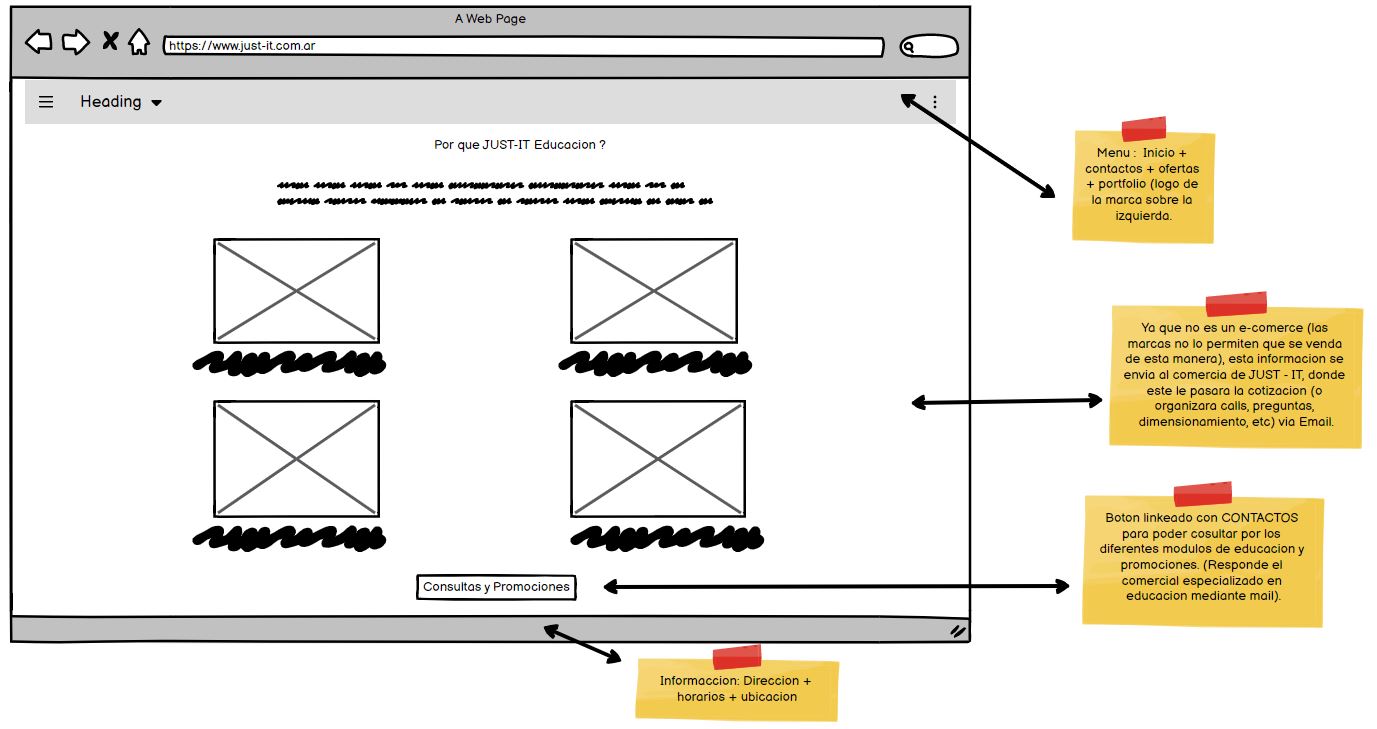 A Web Page
https://www.just-it.com.ar
Heading
Por que JUST-IT Educacion ?
Consultas y Promociones
Menu : Inicio +
contactos + ofertas
+ portfolio (logo de
la marca sobre la
izquierda.
Ya que no es un e-comerce (las
marcas no lo permiten que se venda
de esta manera), esta informacion se
envia al comercia de JUST - IT, donde
este le pasara la cotizacion (o
organizara calls, preguntas,
dimensionamiento, etc) via Email.
Boton linkeado con CONTACTOS
para poder cosultar por los
diferentes modulos de educacion y
promociones. (Responde el
comercial especializado en
educacion mediante mail).
Informaccion: Direccion +
horarios + ubicacion